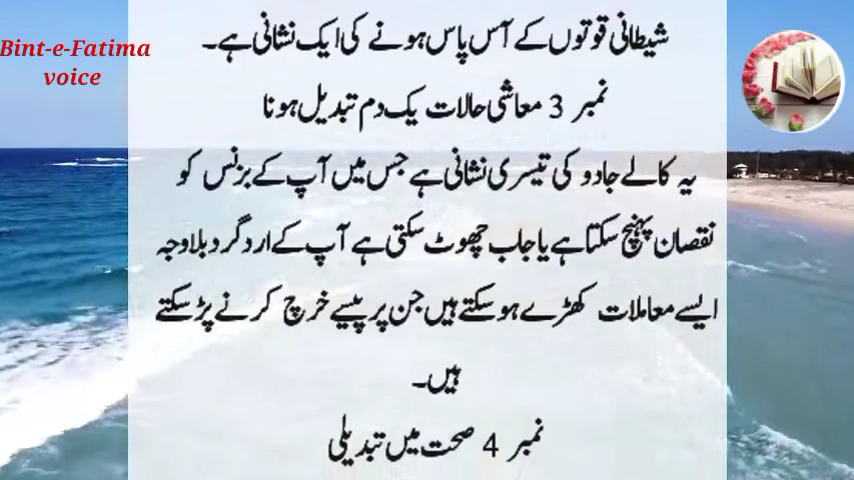 Bint-e-Fatima
voice
شیطانی قوتوں کے آس پاس ہونے کی ایک نشانی ہے۔
نمبر 3 معاشی حالات یک دم تبدیل ہونا
یہ کالے جادو کی تیسری نشانی ہے جس میں آپ کے بزنس کو
نقصان پہنچ سکتا ہے یا جاب چھوٹ سکتی ہے آپ کے ارد گرد بلاوجہ
ایسے معاملات کھڑے ہو سکتے ہیں جن پر پیسے خرچ کرنے پڑ سکتے
ہیں۔
نمبر 4 صحت میں تبدیلی